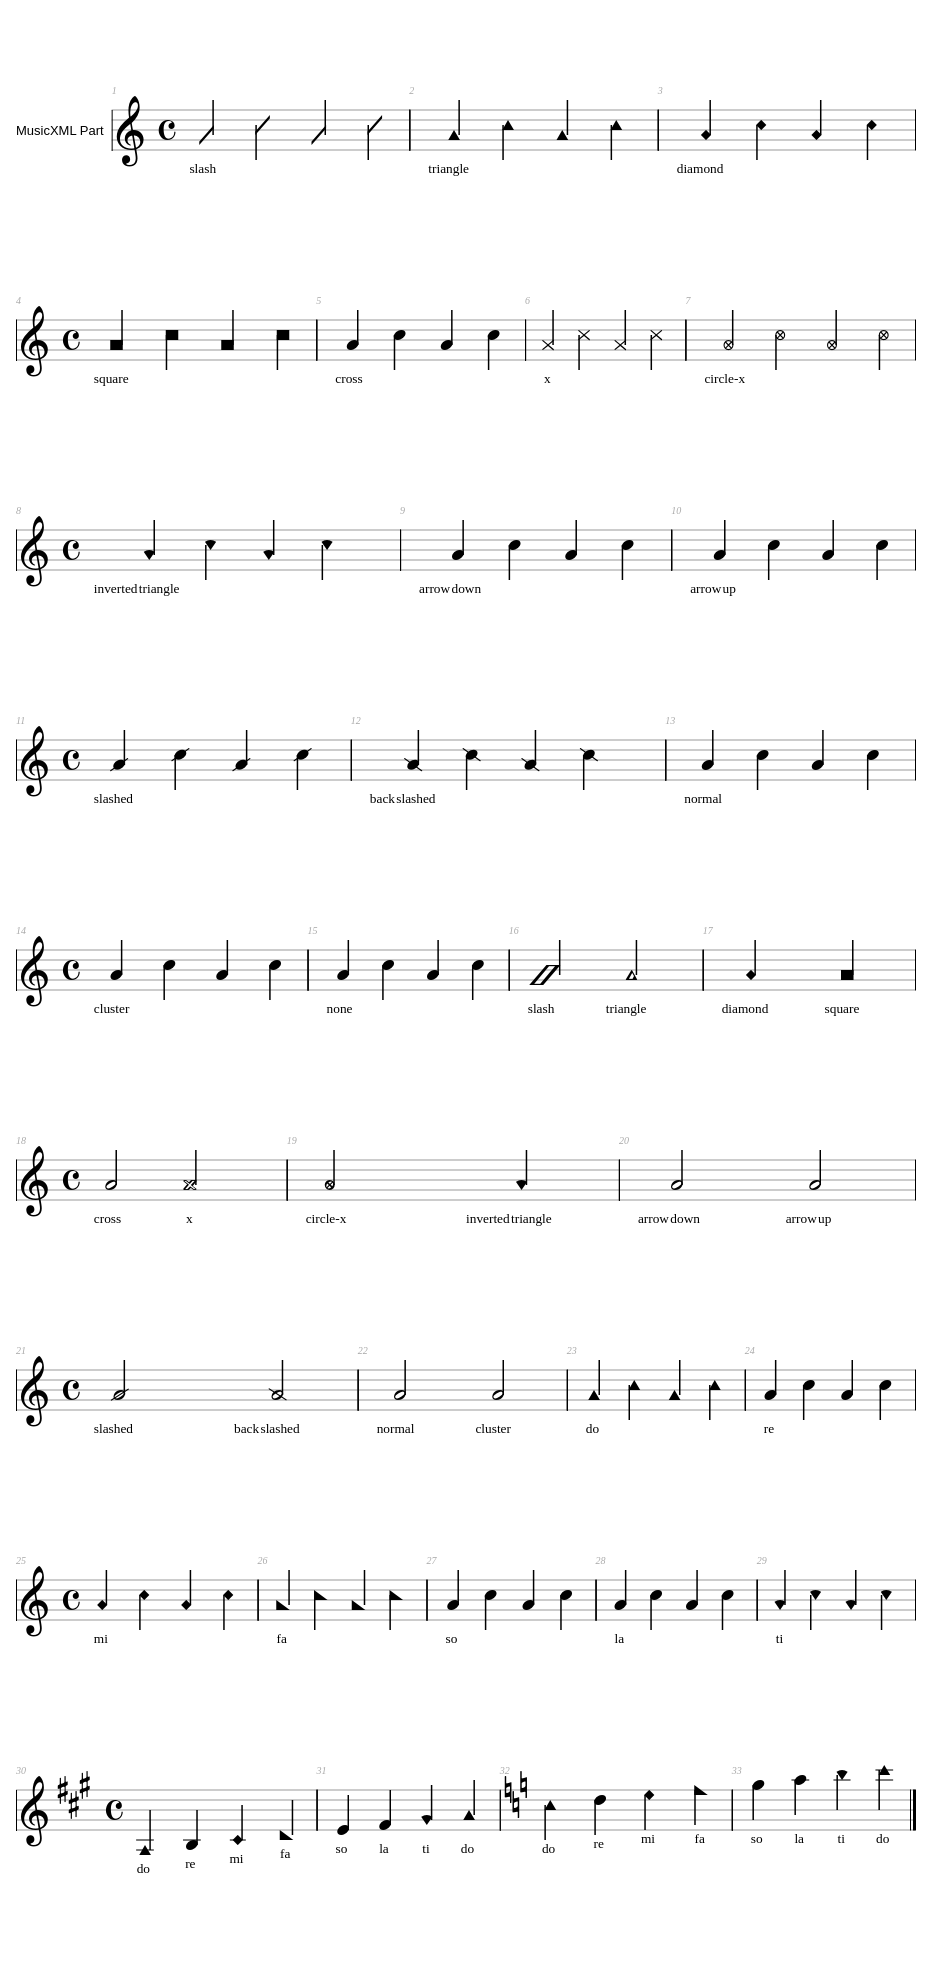 1 2 3
MusicXML Part
slash triangle diamond
4 5 6 7
square cross x circle-x
8 9 10
inverted triangle arrow down arrow up
11 12 13
slashed back slashed normal
14 15 16 17
cluster none slash triangle diamond square
18 19 20
cross x circle-x inverted triangle arrow down arrow up
21 22 23 24
slashed back slashed normal cluster do re
25 26 27 28 29
mi fa so la ti
30 31 32 33
do re mi fa so la ti do do re mi fa so la ti do